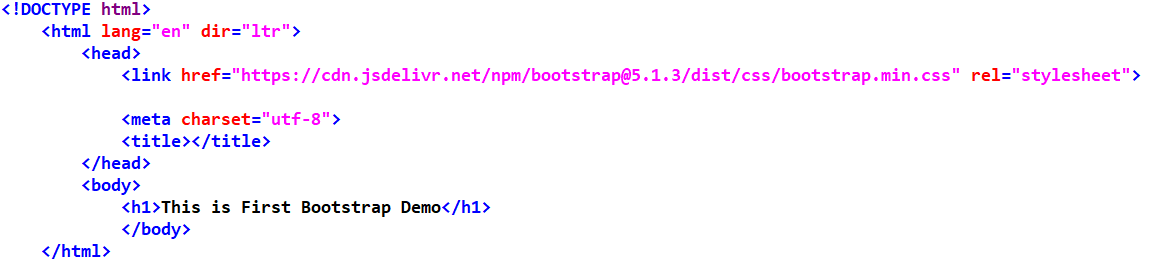 <!DOCTYPE html>
<html lang="en" dir="ltr">
<head>
<link href="https://cdn.jsdelivr.net/npm/bootstrap@5.1.3/dist/css/bootstrap.min.css" rel="stylesheet">
<meta charset="utf-8">
<title></title>
</head>
<body>
<h1>This is First Bootstrap Demo</h1>
</body>
</html>